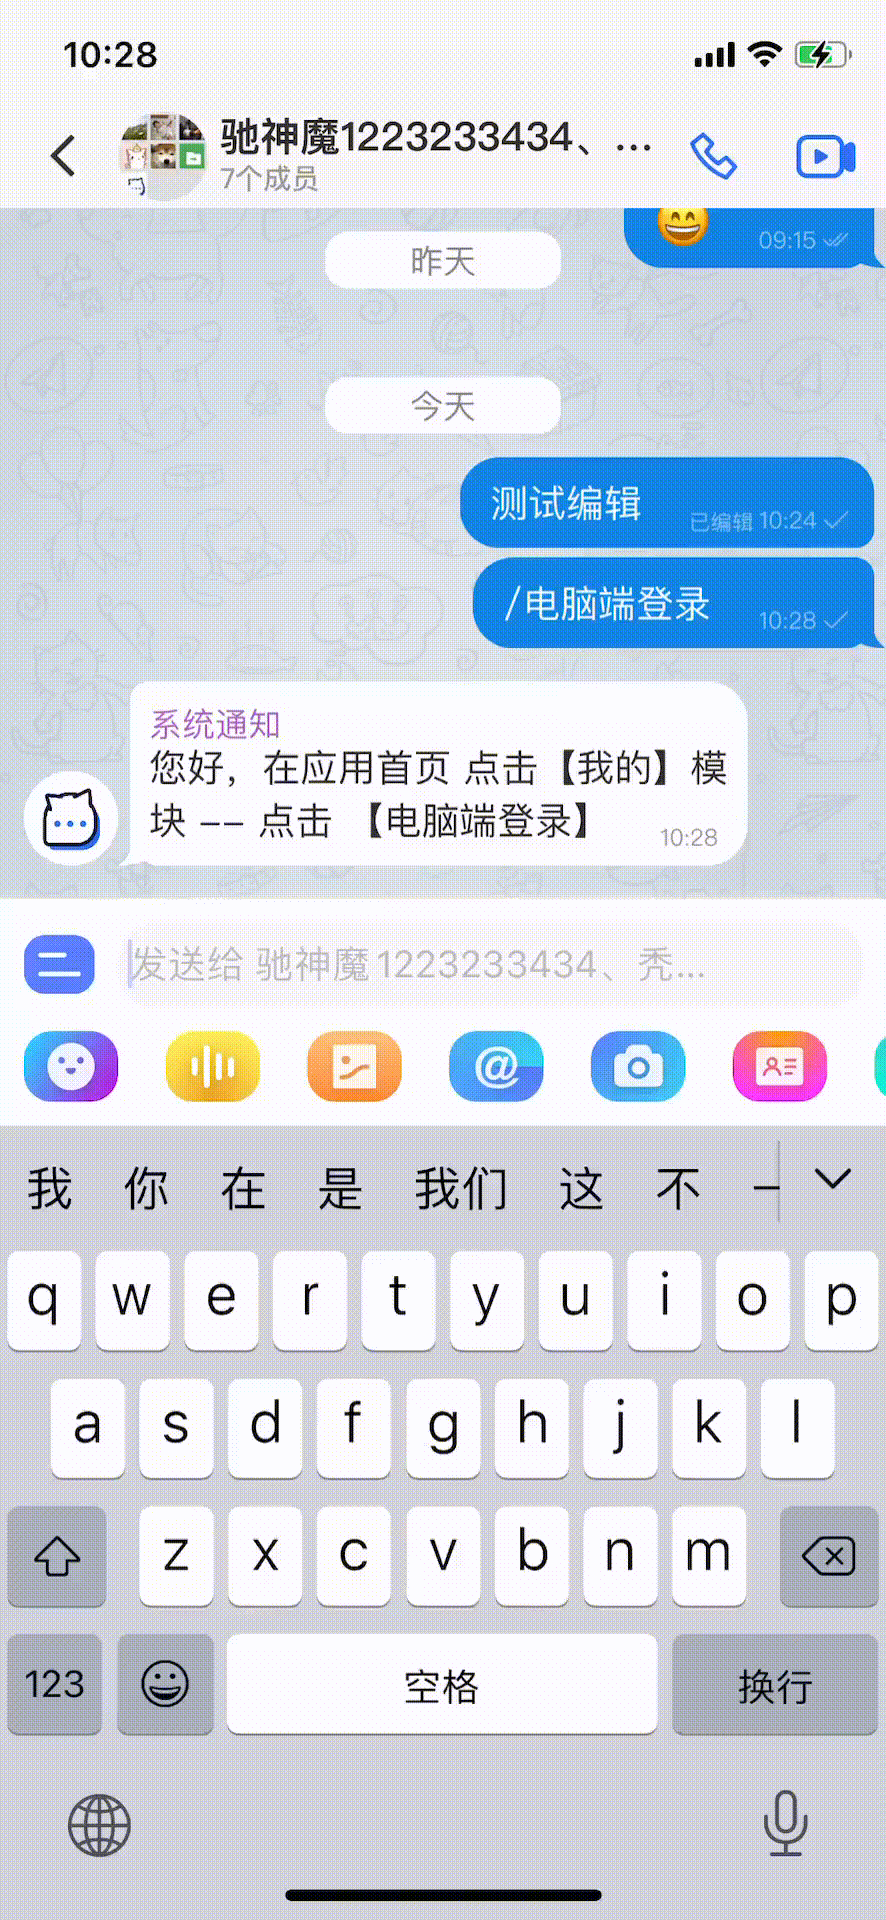 10:28
驰神魔1223233434、...
7个成员
09:15
昨天
今天
测试编辑
已编辑 10:24
/电脑端登录
10:28
系统通知
您好，在应用首页 点击【我的】模
块 -- 点击 【电脑端登录】
10:28
发送给 驰神魔1223233434、秃...
@
我 你 在 是 我们 这 不 一
q w e r t y u i o p
a s d f g h j k l
z x c v b n m
123 空格 换行